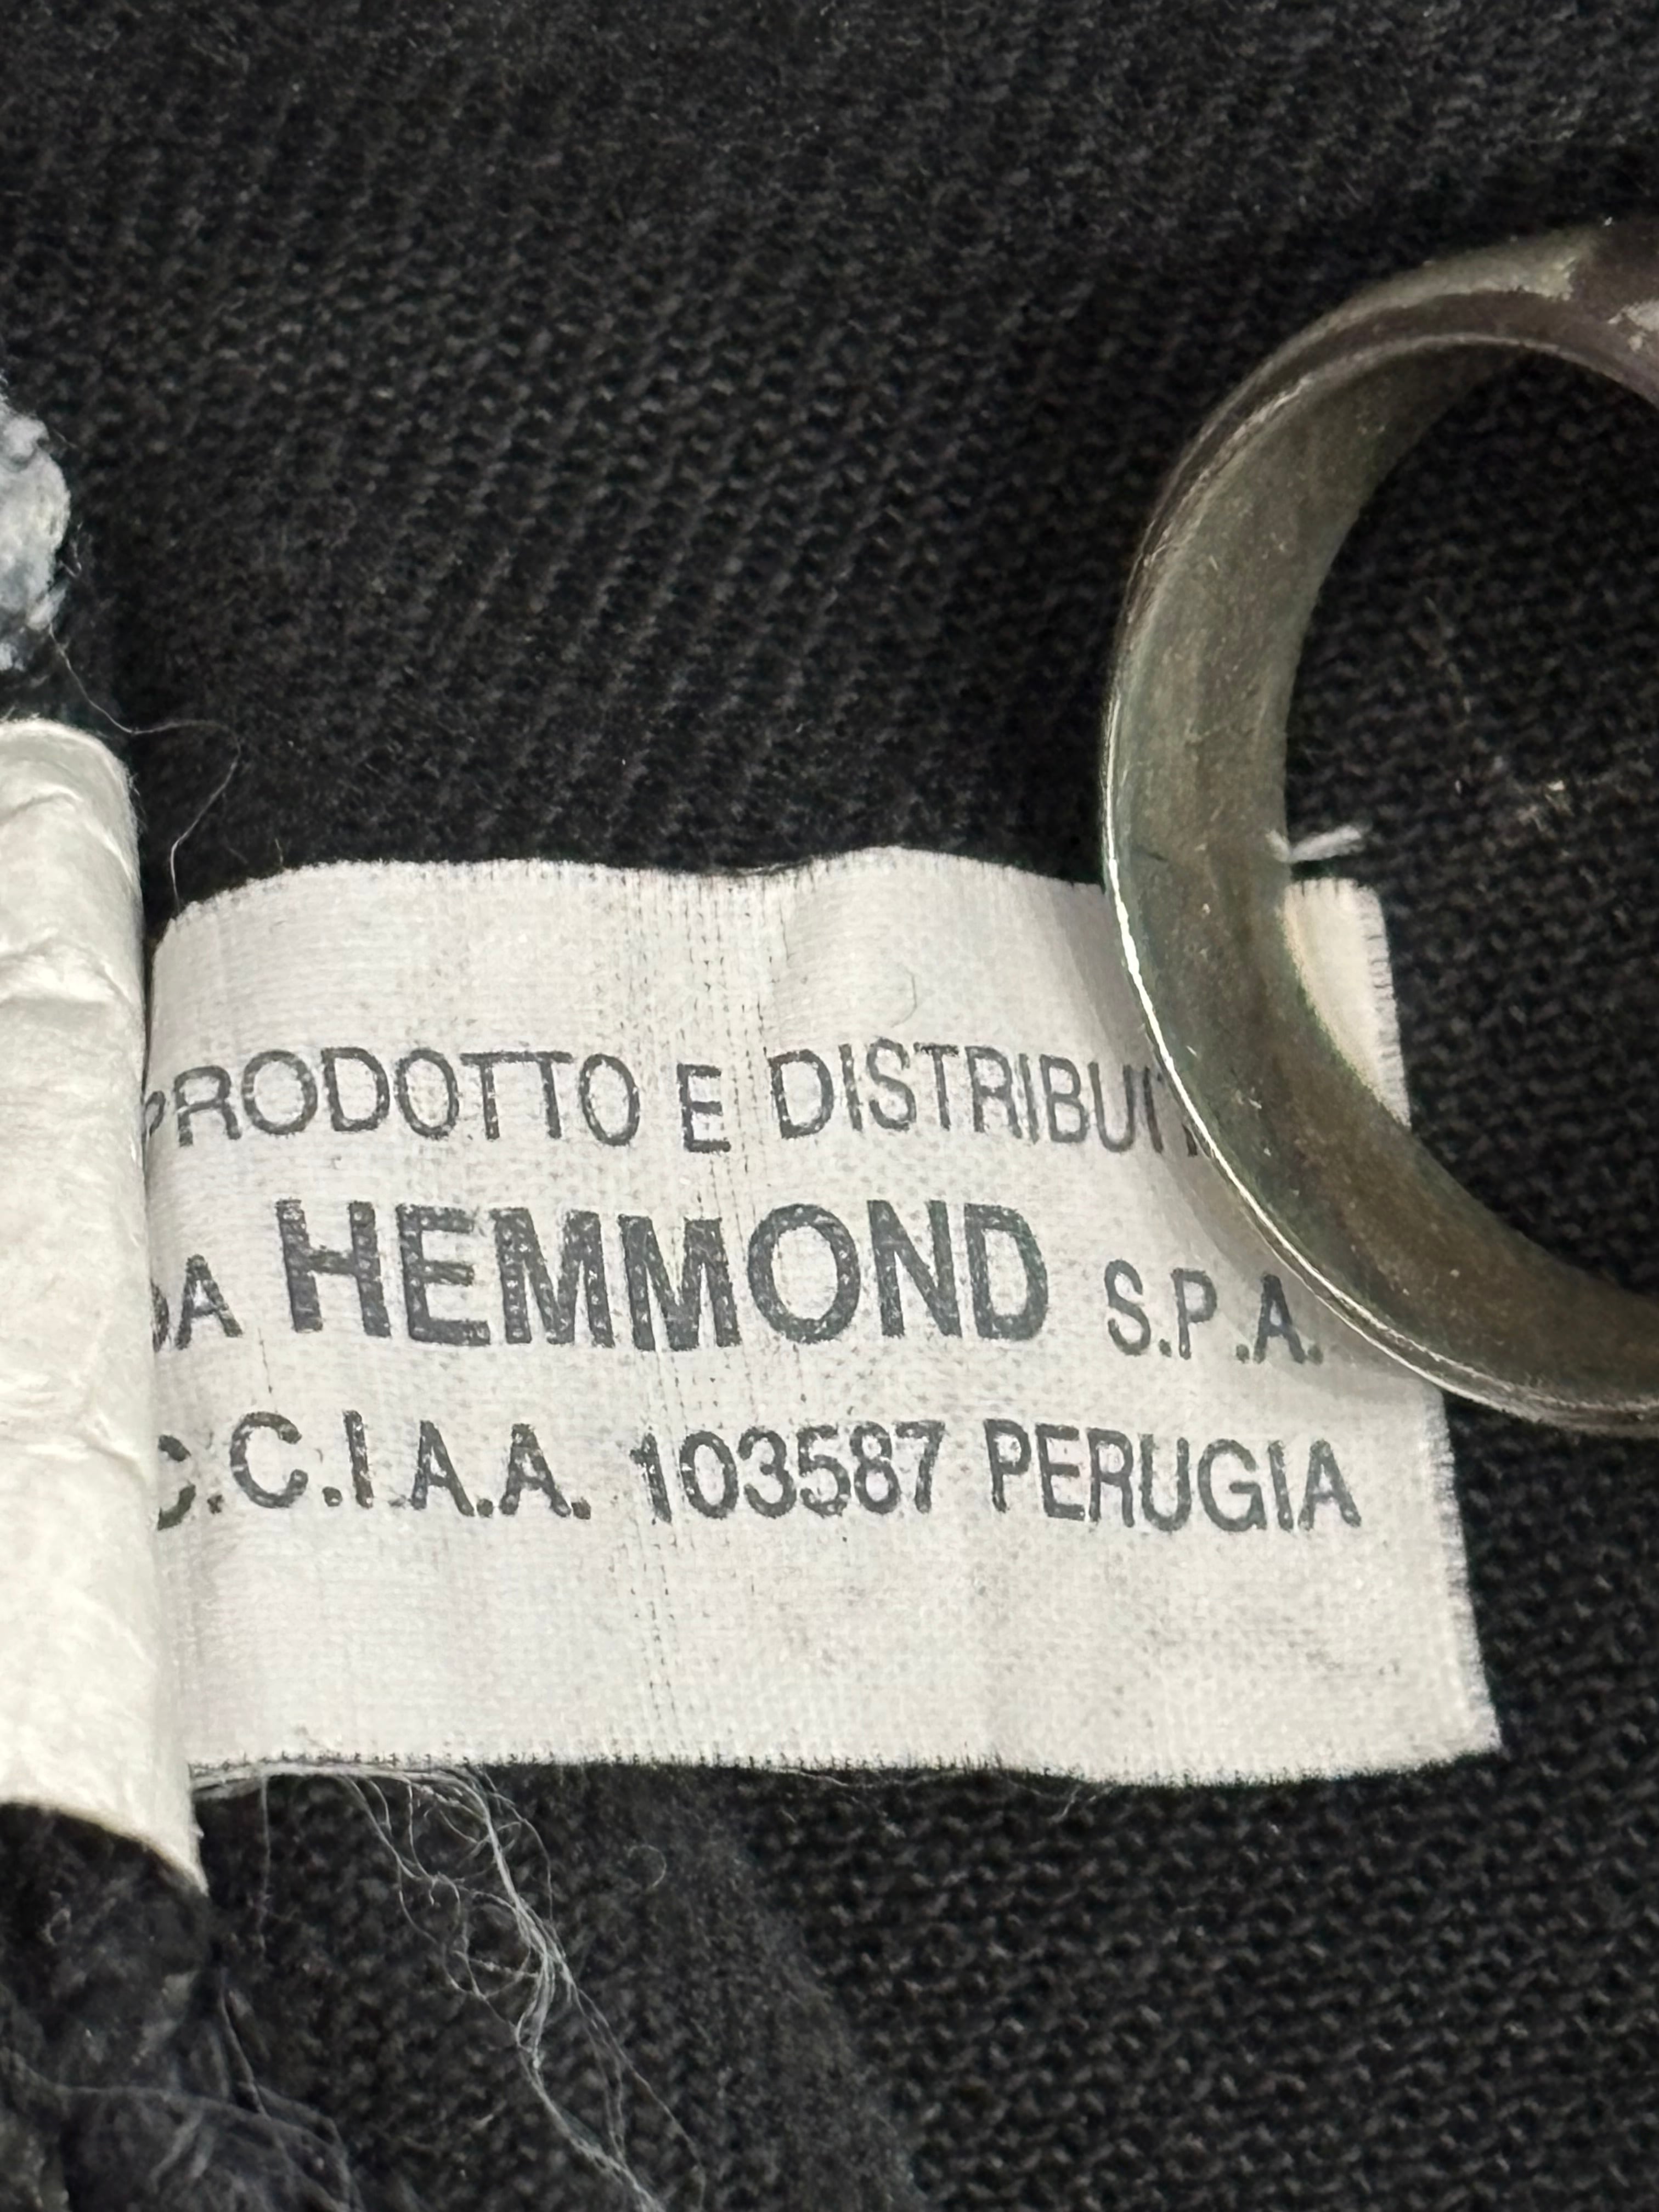 PRODOTTO E DISTRIBUIT
DA HEMMOND S.P.A.
C.C.I.A.A. 103587 PERUGIA